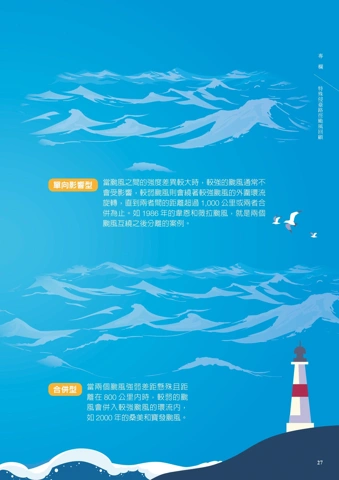 專欄
單向影響型
當颱風之間的強度差異較大時，較強的颱風通常不
會受影響，較弱颱風則會繞著較強颱風的外圍環流
旋轉，直到兩者間的距離超過 1,000 公里或兩者合
併為止。如 1986 年的韋恩和薇拉颱風，就是兩個
颱風互繞之後分離的案例。
合併型
當兩個颱風強弱差距懸殊且距
離在 800 公里內時，較弱的颱
風會併入較強颱風的環流內，
如 2000 年的桑美和寶發颱風。
27